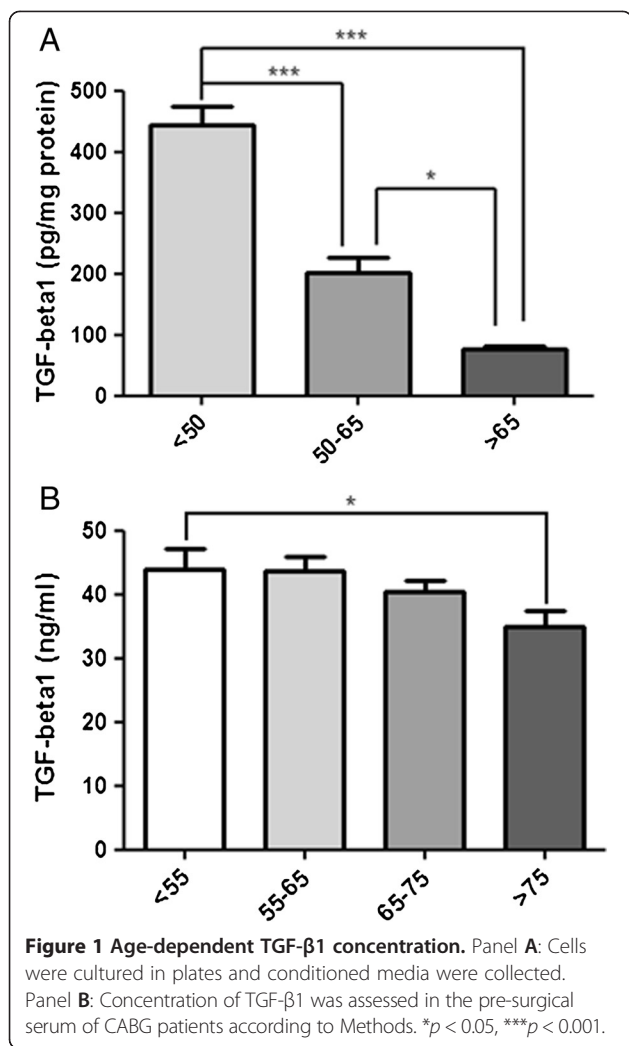 A
***
***
*
TGF-beta1 (pg/mg protein)
500
400
300
200
100
0
<50
50-65
>65
B
*
TGF-beta1 (ng/ml)
50
40
30
20
10
0
<55
55-65
65-75
>75
Figure 1 Age-dependent TGF-β1 concentration. Panel A: Cells
were cultured in plates and conditioned media were collected.
Panel B: Concentration of TGF-β1 was assessed in the pre-surgical
serum of CABG patients according to Methods. *p < 0.05, ***p < 0.001.